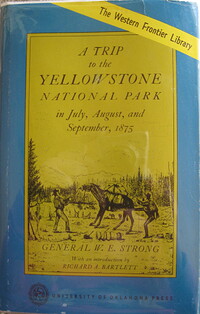 The Western Frontier Library
A TRIP
to the
YELLOWSTONE
NATIONAL PARK
in July, August, and
September, 1875
GENERAL W. E. STRONG
With an introduction by
RICHARD A. BARTLETT
UNIVERSITY OF OKLAHOMA PRESS